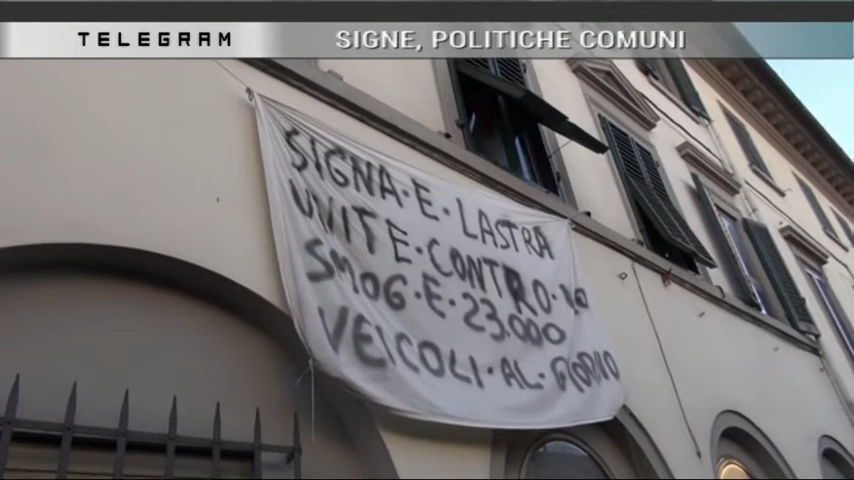 TELEGRAM
SIGNE, POLITICHE COMUNI
SIGNA·E·LASTRA
UNITE·CONTRO·LO
SMOG·E·23.000
VEICOLI·AL·GIORNO